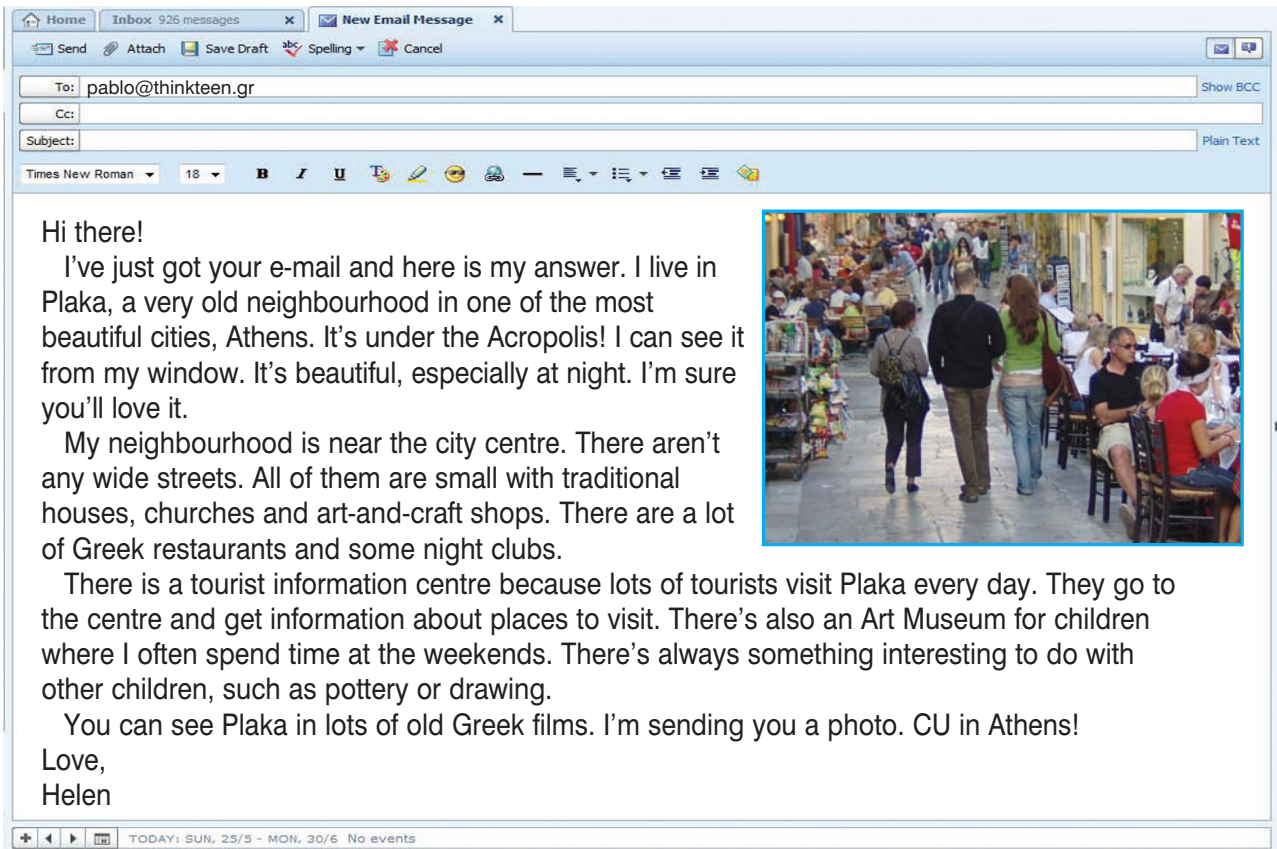 Home Inbox 926 messages x New Email Message x
Send Attach Save Draft abc Spelling Cancel
To: pablo@thinkteen.gr Show BCC
Cc:
Subject: Plain Text
Times New Roman 18 B I U T
Hi there!
I've just got your e-mail and here is my answer. I live in
Plaka, a very old neighbourhood in one of the most
beautiful cities, Athens. It's under the Acropolis! I can see it
from my window. It's beautiful, especially at night. I'm sure
you'll love it.
My neighbourhood is near the city centre. There aren't
any wide streets. All of them are small with traditional
houses, churches and art-and-craft shops. There are a lot
of Greek restaurants and some night clubs.
There is a tourist information centre because lots of tourists visit Plaka every day. They go to
the centre and get information about places to visit. There's also an Art Museum for children
where I often spend time at the weekends. There's always something interesting to do with
other children, such as pottery or drawing.
You can see Plaka in lots of old Greek films. I'm sending you a photo. CU in Athens!
Love,
Helen
TODAY: SUN, 25/5 - MON, 30/6 No events